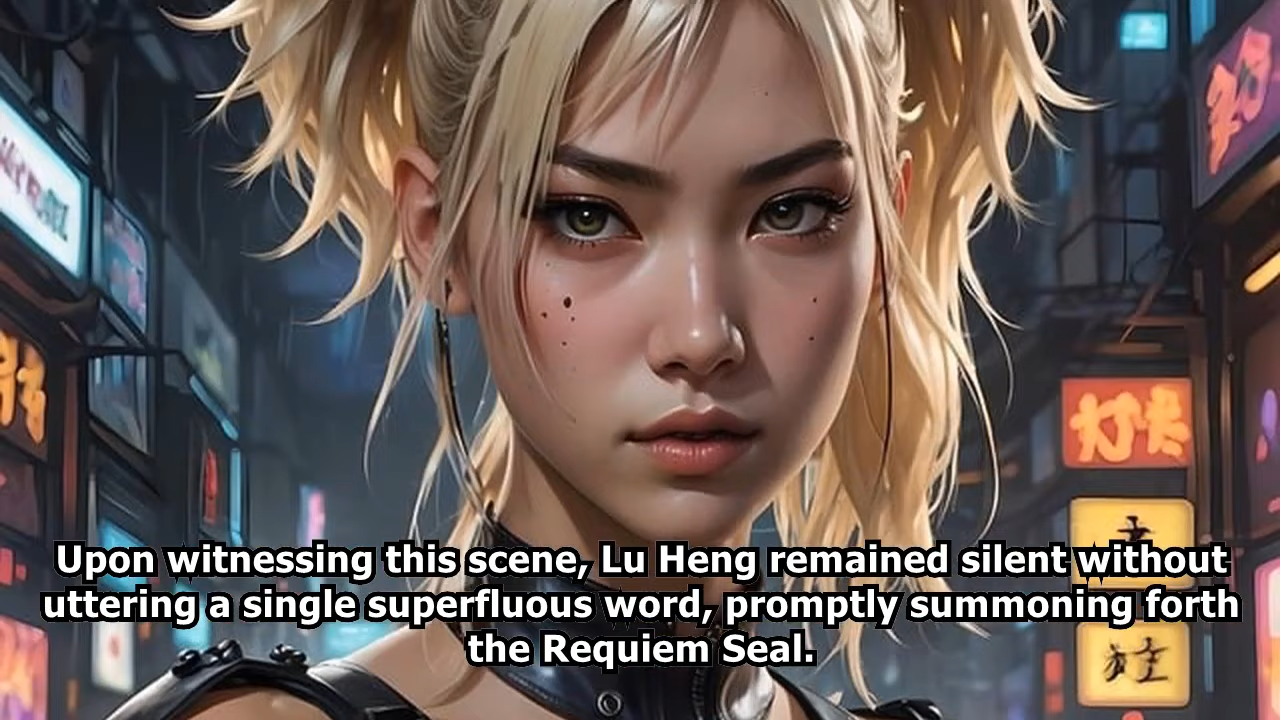 Upon witnessing this scene, Lu Heng remained silent without
uttering a single superfluous word, promptly summoning forth
the Requiem Seal.